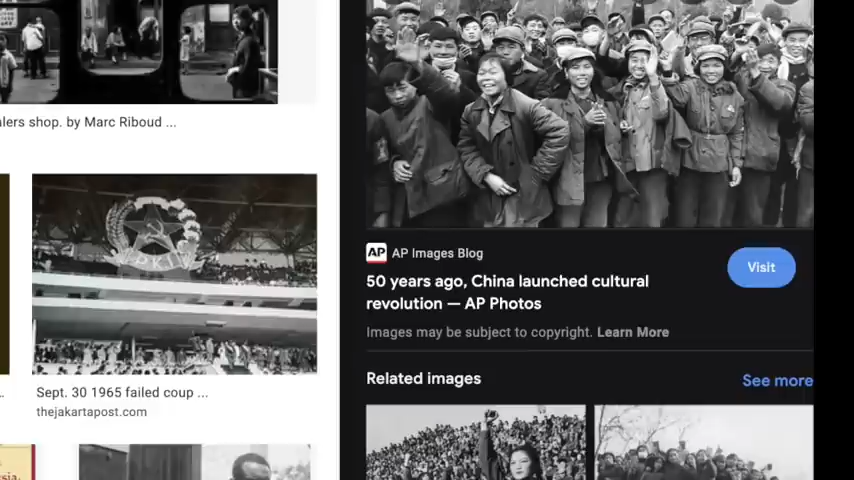 alers shop. by Marc Riboud ...
PKI
Sept. 30 1965 failed coup ...
thejakartapost.com
AP AP Images Blog
Visit
50 years ago, China launched cultural
revolution — AP Photos
Images may be subject to copyright. Learn More
Related images
See more